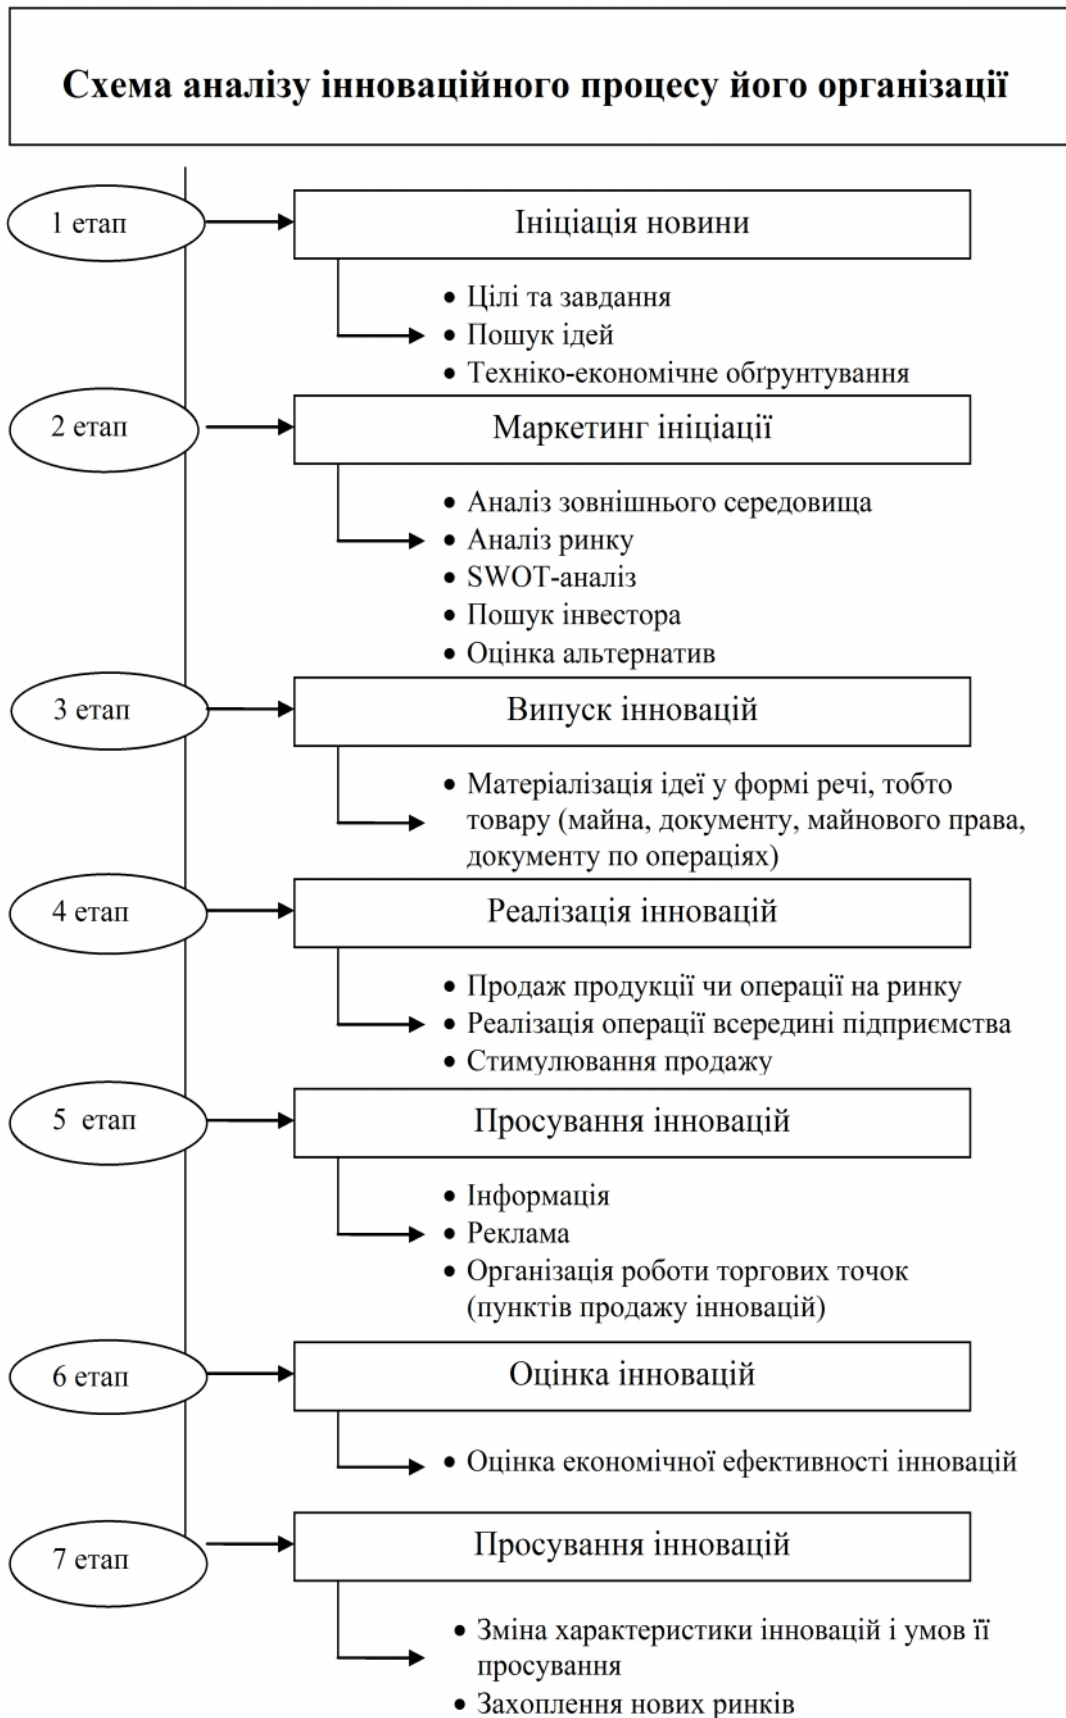 Схема аналізу інноваційного процесу його організації
1 етап
Ініціація новини
• Цілі та завдання
• Пошук ідей
• Техніко-економічне обґрунтування
2 етап
Маркетинг ініціації
• Аналіз зовнішнього середовища
• Аналіз ринку
• SWOT-аналіз
• Пошук інвестора
• Оцінка альтернатив
3 етап
Випуск інновацій
• Матеріалізація ідеї у формі речі, тобто
товару (майна, документу, майнового права,
документу по операціях)
4 етап
Реалізація інновацій
• Продаж продукції чи операції на ринку
• Реалізація операції всередині підприємства
• Стимулювання продажу
5 етап
Просування інновацій
• Інформація
• Реклама
• Організація роботи торгових точок
(пунктів продажу інновацій)
6 етап
Оцінка інновацій
• Оцінка економічної ефективності інновацій
7 етап
Просування інновацій
• Зміна характеристики інновацій і умов її
просування
• Захоплення нових ринків